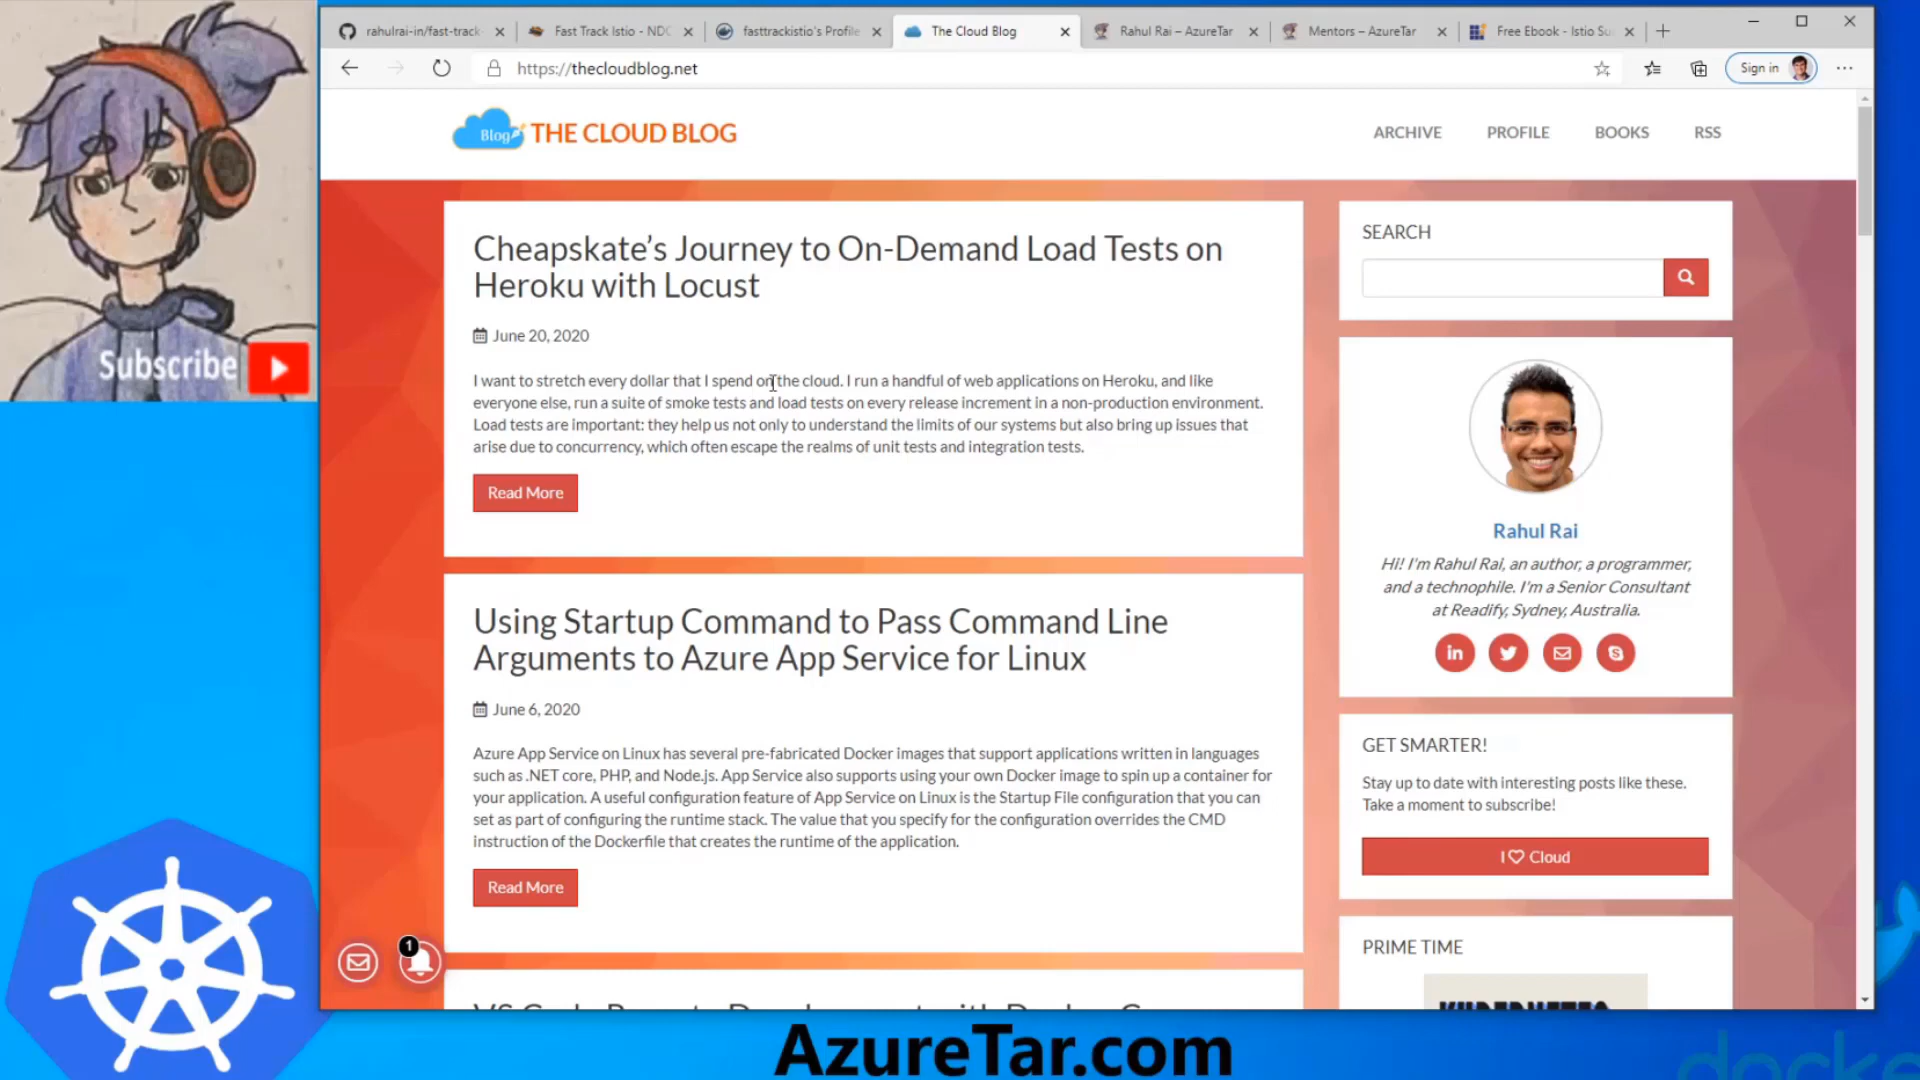 rahulrai-in/fast-track
Fast Track Istio - NDC
fasttrackistio's Profile
The Cloud Blog
Rahul Rai – AzureTar
Mentors – AzureTar
Free Ebook - Istio Su
https://thecloudblog.net
Sign in
Blog
THE CLOUD BLOG
ARCHIVE
PROFILE
BOOKS
RSS
Cheapskate’s Journey to On-Demand Load Tests on
Heroku with Locust
June 20, 2020
I want to stretch every dollar that I spend on the cloud. I run a handful of web applications on Heroku, and like
everyone else, run a suite of smoke tests and load tests on every release increment in a non-production environment.
Load tests are important: they help us not only to understand the limits of our systems but also bring up issues that
arise due to concurrency, which often escape the realms of unit tests and integration tests.
Read More
Using Startup Command to Pass Command Line
Arguments to Azure App Service for Linux
June 6, 2020
Azure App Service on Linux has several pre-fabricated Docker images that support applications written in languages
such as .NET core, PHP, and Node.js. App Service also supports using your own Docker image to spin up a container for
your application. A useful configuration feature of App Service on Linux is the Startup File configuration that you can
set as part of configuring the runtime stack. The value that you specify for the configuration overrides the CMD
instruction of the Dockerfile that creates the runtime of the application.
Read More
SEARCH
Rahul Rai
Hi! I'm Rahul Rai, an author, a programmer,
and a technophile. I'm a Senior Consultant
at Readify, Sydney, Australia.
in
GET SMARTER!
Stay up to date with interesting posts like these.
Take a moment to subscribe!
I Cloud
PRIME TIME
1
Subscribe
AzureTar.com
docke